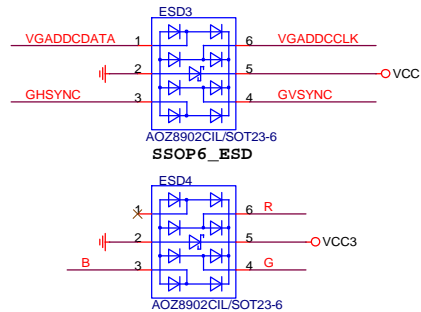 ESD3
VGADDCDATA 1 6 VGADDCCLK
2 5 VCC
GHSYNC 3 4 GVSYNC
AOZ8902CIL/SOT23-6
SSOP6_ESD
ESD4
1 6 R
2 5 VCC3
B 3 4 G
AOZ8902CIL/SOT23-6